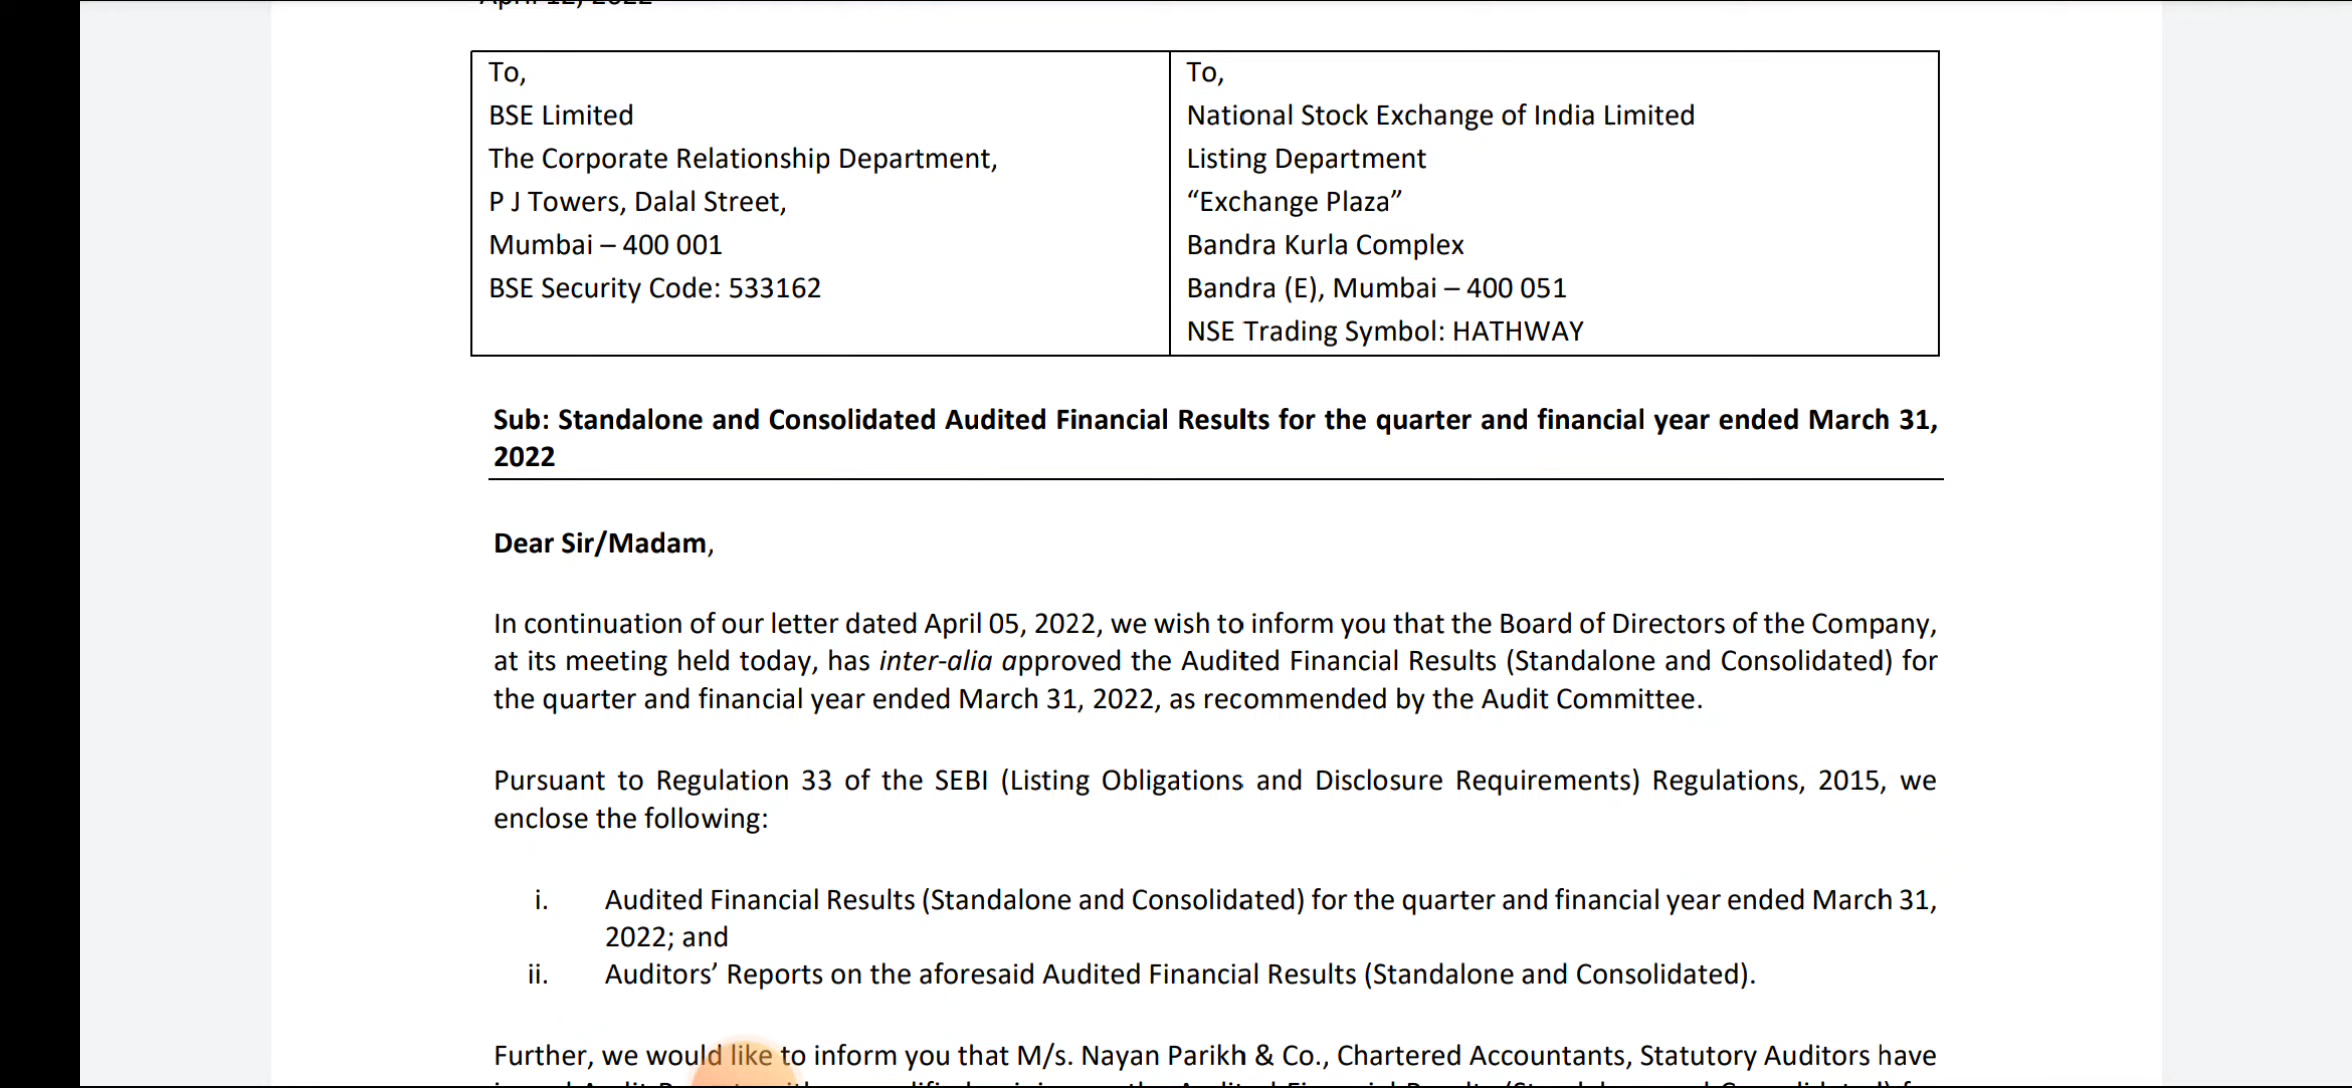 April 12, 2022
To,
BSE Limited
The Corporate Relationship Department,
P J Towers, Dalal Street,
Mumbai – 400 001
BSE Security Code: 533162
To,
National Stock Exchange of India Limited
Listing Department
“Exchange Plaza”
Bandra Kurla Complex
Bandra (E), Mumbai – 400 051
NSE Trading Symbol: HATHWAY
Sub: Standalone and Consolidated Audited Financial Results for the quarter and financial year ended March 31,
2022
Dear Sir/Madam,
In continuation of our letter dated April 05, 2022, we wish to inform you that the Board of Directors of the Company,
at its meeting held today, has inter-alia approved the Audited Financial Results (Standalone and Consolidated) for
the quarter and financial year ended March 31, 2022, as recommended by the Audit Committee.
Pursuant to Regulation 33 of the SEBI (Listing Obligations and Disclosure Requirements) Regulations, 2015, we
enclose the following:
i. Audited Financial Results (Standalone and Consolidated) for the quarter and financial year ended March 31,
2022; and
ii. Auditors’ Reports on the aforesaid Audited Financial Results (Standalone and Consolidated).
Further, we would like to inform you that M/s. Nayan Parikh & Co., Chartered Accountants, Statutory Auditors have